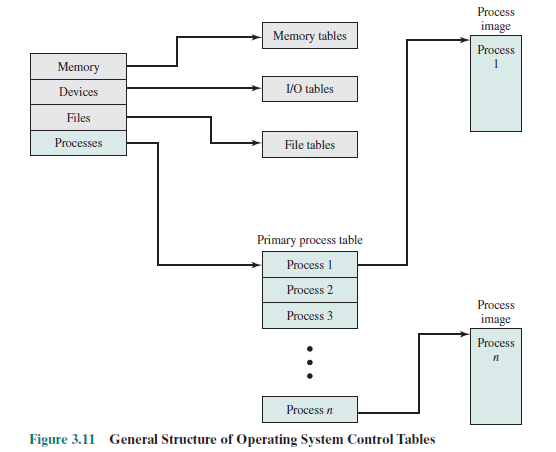 Process
image
Process
1
Memory tables
Memory
Devices
Files
Processes
I/O tables
File tables
Primary process table
Process 1
Process 2
Process 3
Process n
Process
image
Process
n
Figure 3.11 General Structure of Operating System Control Tables